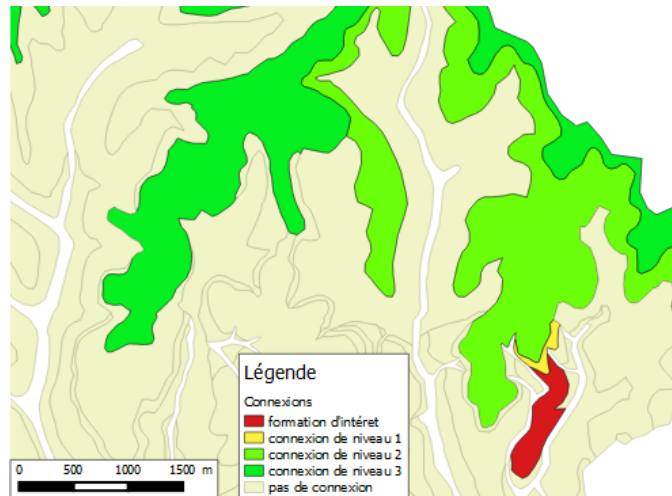 Légende
Connexions
formation d'intéret
connexion de niveau 1
connexion de niveau 2
connexion de niveau 3
pas de connexion
0 500 1000 1500 m